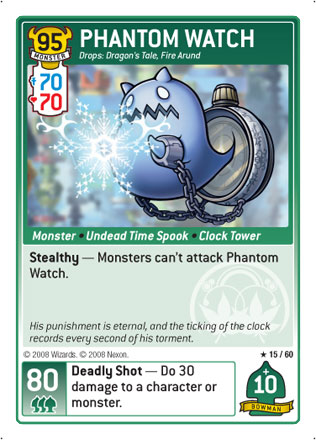 95 PHANTOM WATCH
MONSTER
Drops: Dragon's Tale, Fire Arund
70
70
Monster • Undead Time Spook • Clock Tower
Stealthy — Monsters can't attack Phantom
Watch.
His punishment is eternal, and the ticking of the clock
records every second of his torment.
© 2008 Wizards. © 2008 Nexon.
★ 15 / 60
80
Deadly Shot — Do 30
damage to a character or
monster.
+
10
BOWMAN